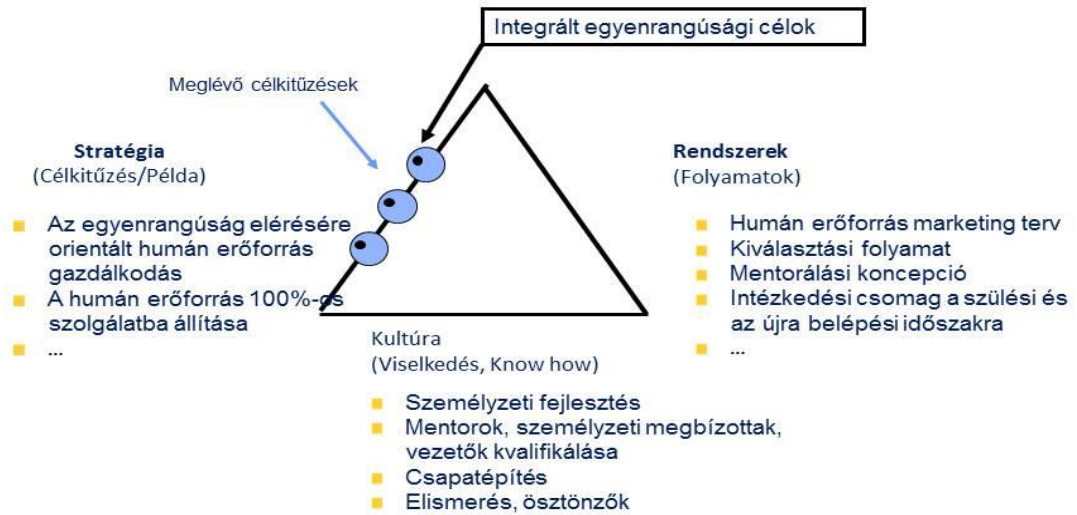 Integrált egyenrangúsági célok
Meglévő célkitűzések
Stratégia
(Célkitűzés/Példa)
■ Az egyenrangúság elérésére
orientált humán erőforrás
gazdálkodás
■ A humán erőforrás 100%-os
szolgálatba állítása
■ ...
Rendszerek
(Folyamatok)
■ Humán erőforrás marketing terv
■ Kiválasztási folyamat
■ Mentorálási koncepció
■ Intézkedési csomag a szülési és
az újra belépési időszakra
■ ...
Kultúra
(Viselkedés, Know how)
■ Személyzeti fejlesztés
■ Mentorok, személyzeti megbízottak,
vezetők kvalifikálása
■ Csapatépítés
■ Elismerés, ösztönzők